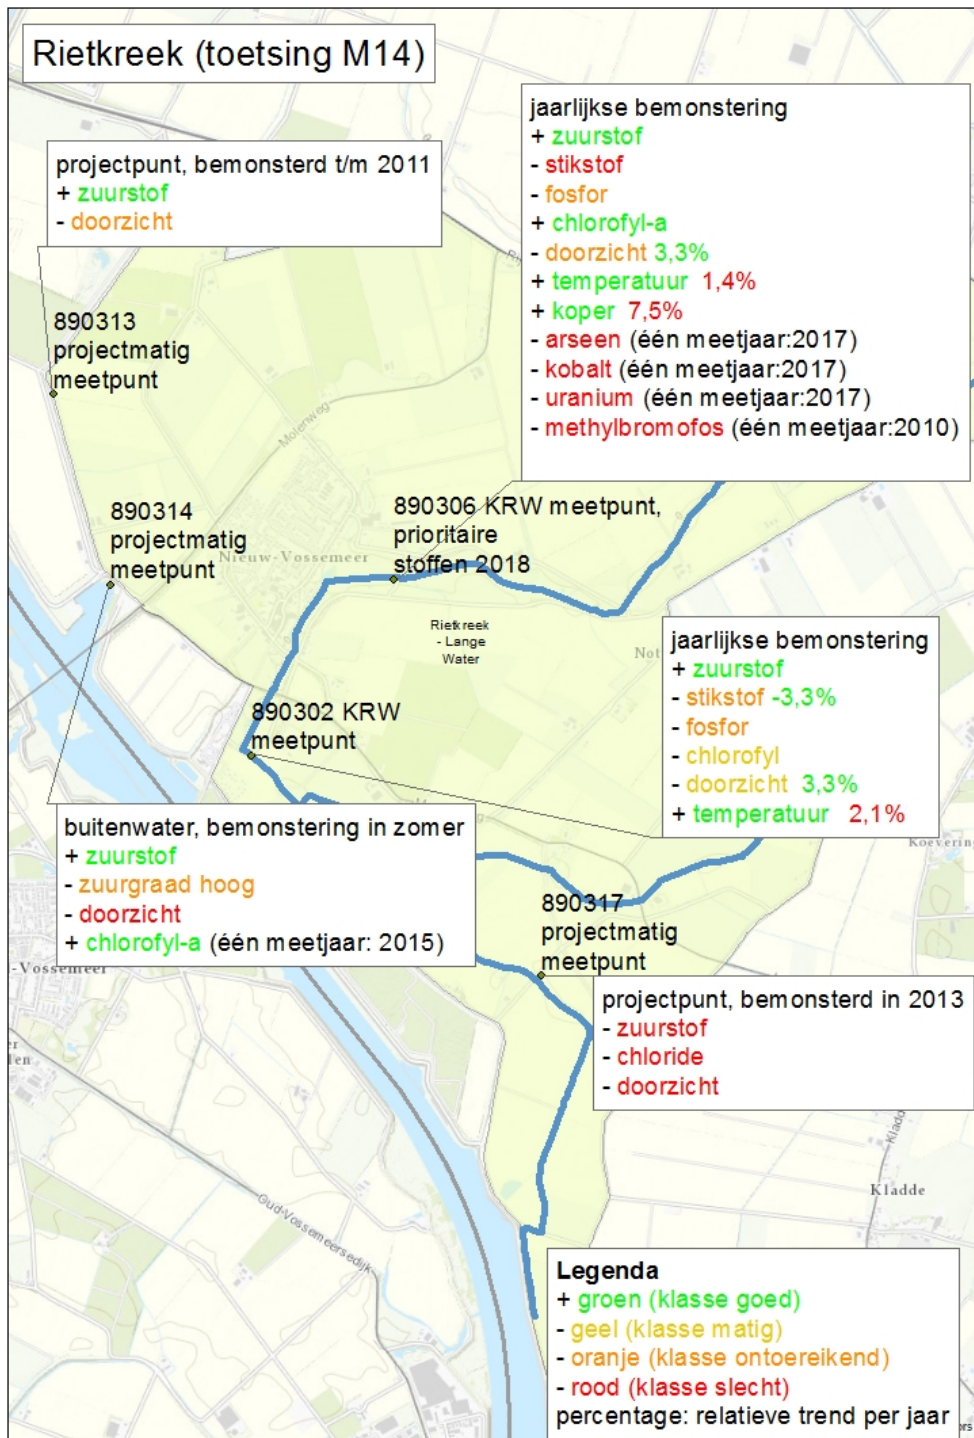 Rietkreek (toetsing M14)
jaarlijkse bemonstering
+ zuurstof
- stikstof
- fosfor
+ chlorofyl-a
- doorzicht 3,3%
+ temperatuur 1,4%
+ koper 7,5%
- arseen (één meetjaar:2017)
- kobalt (één meetjaar:2017)
- uranium (één meetjaar:2017)
- methylbromofos (één meetjaar:2010)
projectpunt, bemonsterd t/m 2011
+ zuurstof
- doorzicht
890313
projectmatig
meetpunt
Molenweg
890314
projectmatig
meetpunt
Nieuw-Vossemeer
890306 KRW meetpunt,
prioritaire
stoffen 2018
Rietkreek
- Lange
Water
jaarlijkse bemonstering
+ zuurstof
- stikstof -3,3%
- fosfor
- chlorofyl
- doorzicht 3,3%
+ temperatuur 2,1%
890302 KRW
meetpunt
buitenwater, bemonstering in zomer
+ zuurstof
- zuurgraad hoog
- doorzicht
+ chlorofyl-a (één meetjaar: 2015)
Koevering
-Vossemeer
890317
projectmatig
meetpunt
projectpunt, bemonsterd in 2013
- zuurstof
- chloride
- doorzicht
Kladde
Oud-Vossemeersedijk
Legenda
+ groen (klasse goed)
- geel (klasse matig)
- oranje (klasse ontoereikend)
- rood (klasse slecht)
percentage: relatieve trend per jaar